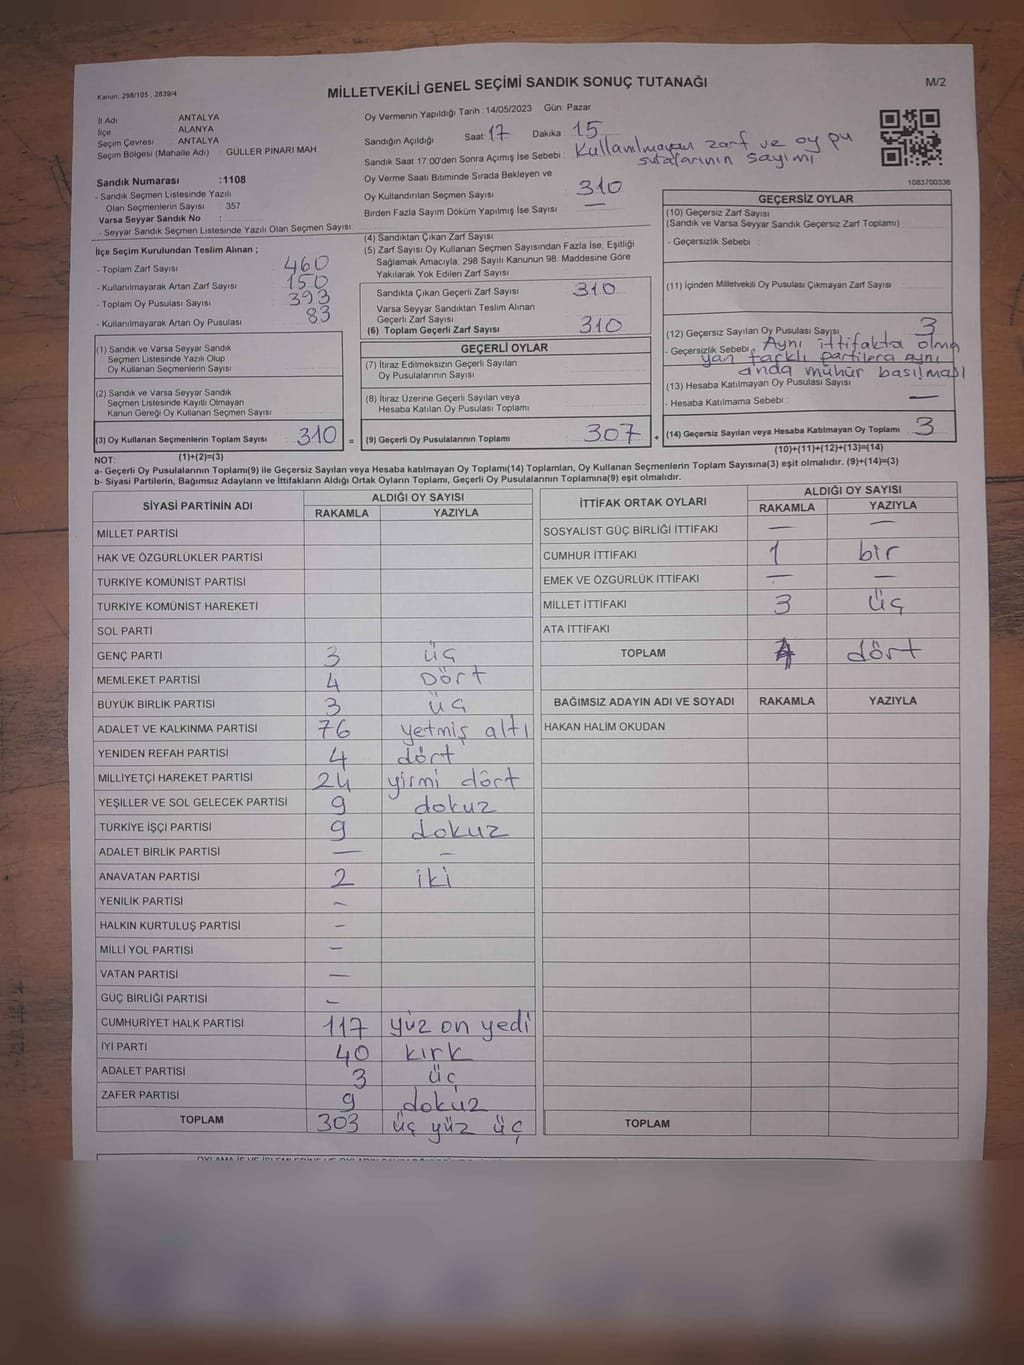 Kanun: 298/105 , 2839/4
MİLLETVEKİLİ GENEL SEÇİMİ SANDIK SONUÇ TUTANAĞI
M/2
İl Adı ANTALYA
İlçe ALANYA
Seçim Çevresi ANTALYA
Seçim Bölgesi (Mahalle Adı) : GÜLLER PINARI MAH.
Sandık Numarası :1108
- Sandık Seçmen Listesinde Yazılı
Olan Seçmenlerin Sayısı : 357
Varsa Seyyar Sandık No :
- Seyyar Sandık Seçmen Listesinde Yazılı Olan Seçmen Sayısı:
Oy Vermenin Yapıldığı Tarih : 14/05/2023 Gün: Pazar
Sandığın Açıldığı Saat: 17 Dakika 15
Sandık Saat 17:00'den Sonra Açımış İse Sebebi : Kullanılmayan zarf ve oy pu
sulalarının sayımı
Oy Verme Saati Bitiminde Sırada Bekleyen ve
Oy Kullandırılan Seçmen Sayısı 310
Birden Fazla Sayım Döküm Yapılmış İse Sayısı : —
1083700336
İlçe Seçim Kurulundan Teslim Alınan ;
- Toplam Zarf Sayısı 460
- Kullanılmayarak Artan Zarf Sayısı : 150
- Toplam Oy Pusulası Sayısı 393
- Kullanılmayarak Artan Oy Pusulası 83
(1) Sandık ve Varsa Seyyar Sandık
Seçmen Listesinde Yazılı Olup
Oy Kullanan Seçmenlerin Sayısı
(2) Sandık ve Varsa Seyyar Sandık
Seçmen Listesinde Kayıtlı Olmayan
Kanun Gereği Oy Kullanan Seçmen Sayısı
(3) Oy Kullanan Seçmenlerin Toplam Sayısı 310 =
(1)+(2)=(3)
(4) Sandıktan Çıkan Zarf Sayısı
(5) Zarf Sayısı Oy Kullanan Seçmen Sayısından Fazla İse, Eşitliği
Sağlamak Amacıyla; 298 Sayılı Kanunun 98. Maddesine Göre
Yakılarak Yok Edilen Zarf Sayısı
Sandıkta Çıkan Geçerli Zarf Sayısı 310
Varsa Seyyar Sandıktan Teslim Alınan
Geçerli Zarf Sayısı
(6) Toplam Geçerli Zarf Sayısı 310
GEÇERLİ OYLAR
(7) İtiraz Edilmeksizin Geçerli Sayılan
Oy Pusulalarının Sayısı
(8) İtiraz Üzerine Geçerli Sayılan veya
Hesaba Katılan Oy Pusulası Toplamı
(9) Geçerli Oy Pusulalarının Toplamı 307 +
GEÇERSİZ OYLAR
(10) Geçersiz Zarf Sayısı
(Sandık ve Varsa Seyyar Sandık Geçersiz Zarf Toplamı)
- Geçersizlik Sebebi :
(11) İçinden Milletvekili Oy Pusulası Çıkmayan Zarf Sayısı
(12) Geçersiz Sayılan Oy Pusulası Sayısı 3
- Geçersizlik Sebebi : Aynı ittifakta olma
yan farklı partilere aynı
anda mühür basılması
(13) Hesaba Katılmayan Oy Pusulası Sayısı
- Hesaba Katılmama Sebebi : —
(14) Geçersiz Sayılan veya Hesaba Katılmayan Oy Toplamı 3
(10)+(11)+(12)+(13)=(14)
NOT:
a- Geçerli Oy Pusulalarının Toplamı(9) ile Geçersiz Sayılan veya Hesaba katılmayan Oy Toplamı(14) Toplamları, Oy Kullanan Seçmenlerin Toplam Sayısına(3) eşit olmalıdır. (9)+(14)=(3)
b- Siyasi Partilerin, Bağımsız Adayların ve İttifakların Aldığı Ortak Oyların Toplamı, Geçerli Oy Pusulalarının Toplamına(9) eşit olmalıdır.
SİYASİ PARTİNİN ADI ALDIĞI OY SAYISI
RAKAMLA YAZIYLA
MİLLET PARTİSİ
HAK VE ÖZGÜRLÜKLER PARTİSİ
TÜRKİYE KOMÜNİST PARTİSİ
TÜRKİYE KOMÜNİST HAREKETİ
SOL PARTİ
GENÇ PARTİ 3 üç
MEMLEKET PARTİSİ 4 Dört
BÜYÜK BİRLİK PARTİSİ 3 üç
ADALET VE KALKINMA PARTİSİ 76 yetmiş altı
YENİDEN REFAH PARTİSİ 4 dört
MİLLİYETÇİ HAREKET PARTİSİ 24 yirmi dört
YEŞİLLER VE SOL GELECEK PARTİSİ 9 dokuz
TÜRKİYE İŞÇİ PARTİSİ 9 dokuz
ADALET BİRLİK PARTİSİ — –
ANAVATAN PARTİSİ 2 iki
YENİLİK PARTİSİ –
HALKIN KURTULUŞ PARTİSİ –
MİLLİ YOL PARTİSİ –
VATAN PARTİSİ —
GÜÇ BİRLİĞİ PARTİSİ –
CUMHURİYET HALK PARTİSİ 117 yüz on yedi
İYİ PARTİ 40 kırk
ADALET PARTİSİ 3 üç
ZAFER PARTİSİ 9 dokuz
TOPLAM 303 üç yüz üç
İTTİFAK ORTAK OYLARI ALDIĞI OY SAYISI
RAKAMLA YAZIYLA
SOSYALİST GÜÇ BİRLİĞİ İTTİFAKI — —
CUMHUR İTTİFAKI 1 bir
EMEK VE ÖZGÜRLÜK İTTİFAKI — —
MİLLET İTTİFAKI 3 üç
ATA İTTİFAKI
TOPLAM 4 dört
BAĞIMSIZ ADAYIN ADI VE SOYADI RAKAMLA YAZIYLA
HAKAN HALİM OKUDAN
TOPLAM